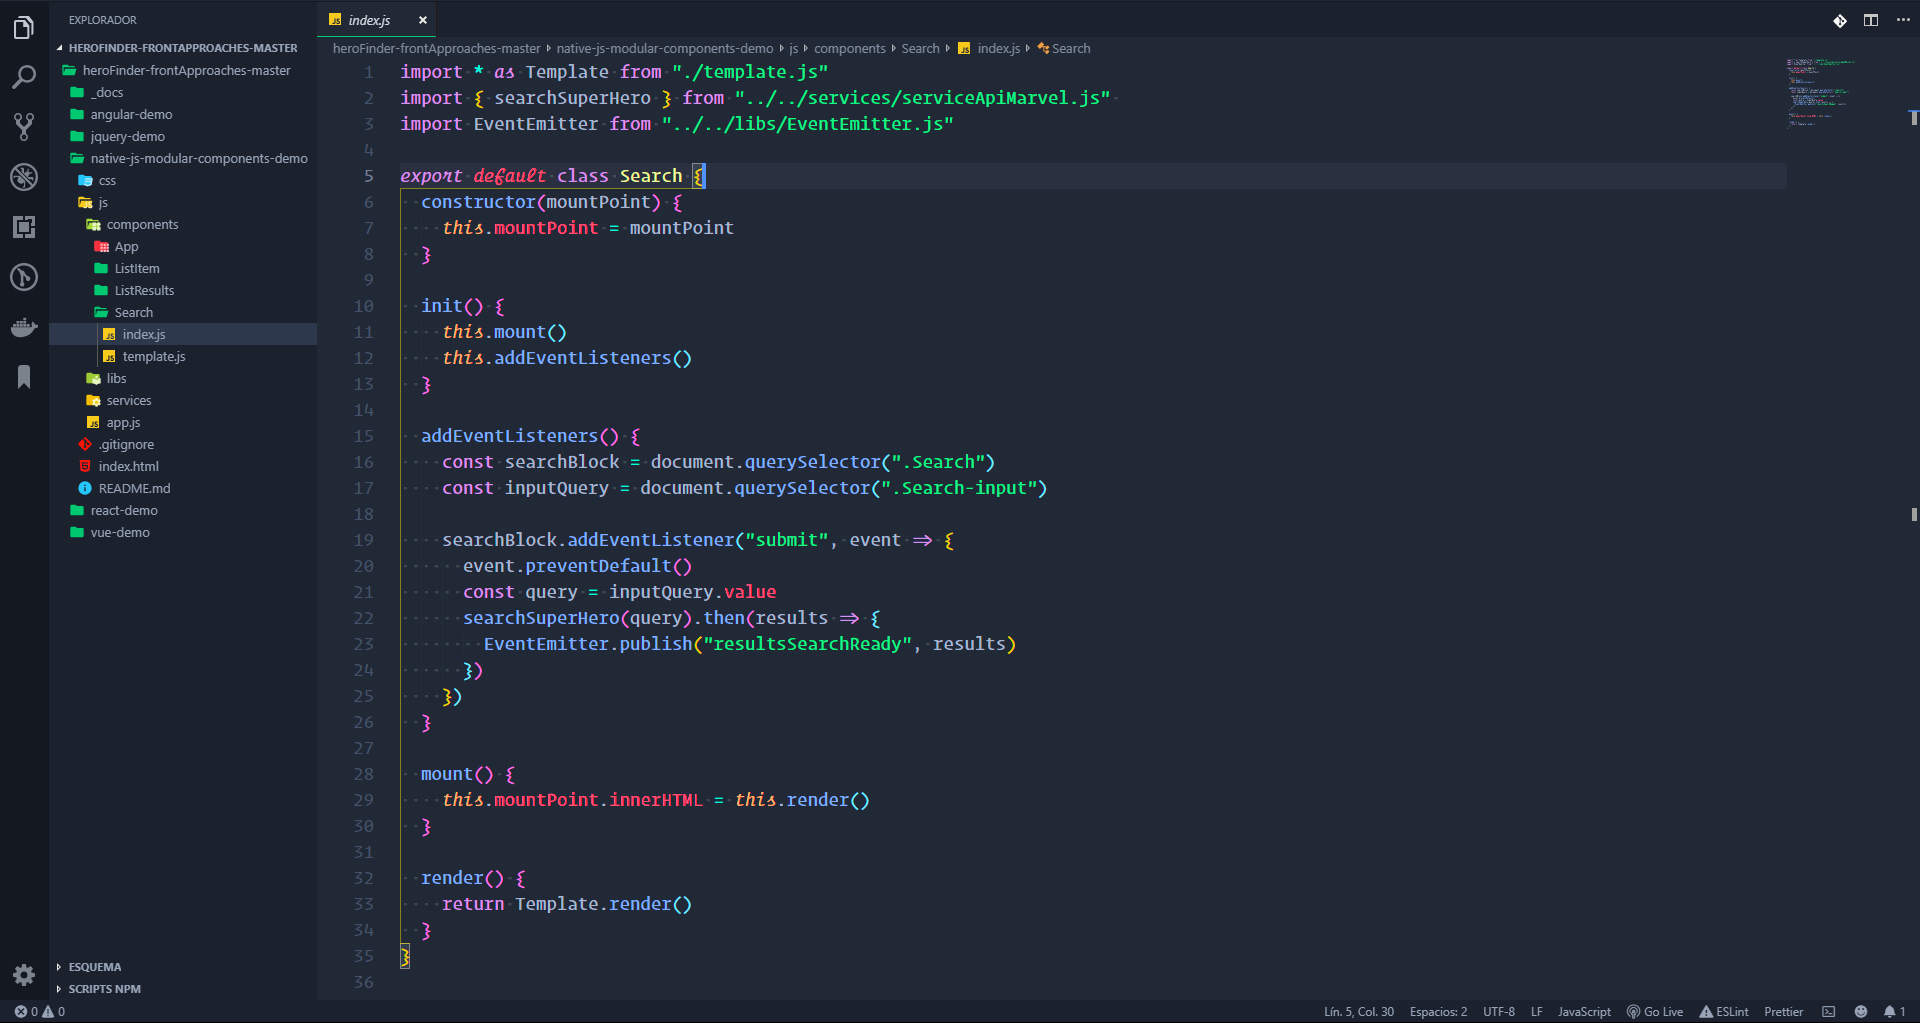 EXPLORADOR
HEROFINDER-FRONTAPPROACHES-MASTER
heroFinder-frontApproaches-master
_docs
angular-demo
jquery-demo
native-js-modular-components-demo
css
js
components
App
ListItem
ListResults
Search
index.js
template.js
libs
services
app.js
.gitignore
index.html
README.md
react-demo
vue-demo
ESQUEMA
SCRIPTS NPM
index.js
heroFinder-frontApproaches-master native-js-modular-components-demo js components Search index.js Search
1 import * as Template from "./template.js"
2 import { searchSuperHero } from "../../services/serviceApiMarvel.js"
3 import EventEmitter from "../../libs/EventEmitter.js"
4
5 export default class Search {
6   constructor(mountPoint) {
7     this.mountPoint = mountPoint
8   }
9
10   init() {
11     this.mount()
12     this.addEventListeners()
13   }
14
15   addEventListeners() {
16     const searchBlock = document.querySelector(".Search")
17     const inputQuery = document.querySelector(".Search-input")
18
19     searchBlock.addEventListener("submit", event => {
20       event.preventDefault()
21       const query = inputQuery.value
22       searchSuperHero(query).then(results => {
23         EventEmitter.publish("resultsSearchReady", results)
24       })
25     })
26   }
27
28   mount() {
29     this.mountPoint.innerHTML = this.render()
30   }
31
32   render() {
33     return Template.render()
34   }
35 }
36
0 0 Lín. 5, Col. 30 Espacios: 2 UTF-8 LF JavaScript Go Live ESLint Prettier 1